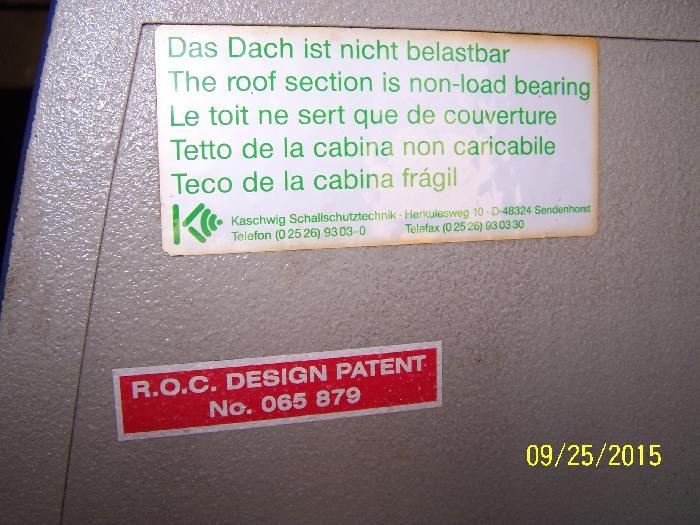 Das Dach ist nicht belastbar
The roof section is non-load bearing
Le toit ne sert que de couverture
Tetto de la cabina non caricabile
Teco de la cabina frágil
Kaschwig Schallschutztechnik · Herkulesweg 10 · D-48324 Sendenhorst
Telefon (0 25 26) 93 03-0 Telefax (0 25 26) 93 03 30
R.O.C. DESIGN PATENT
No. 065 879
09/25/2015